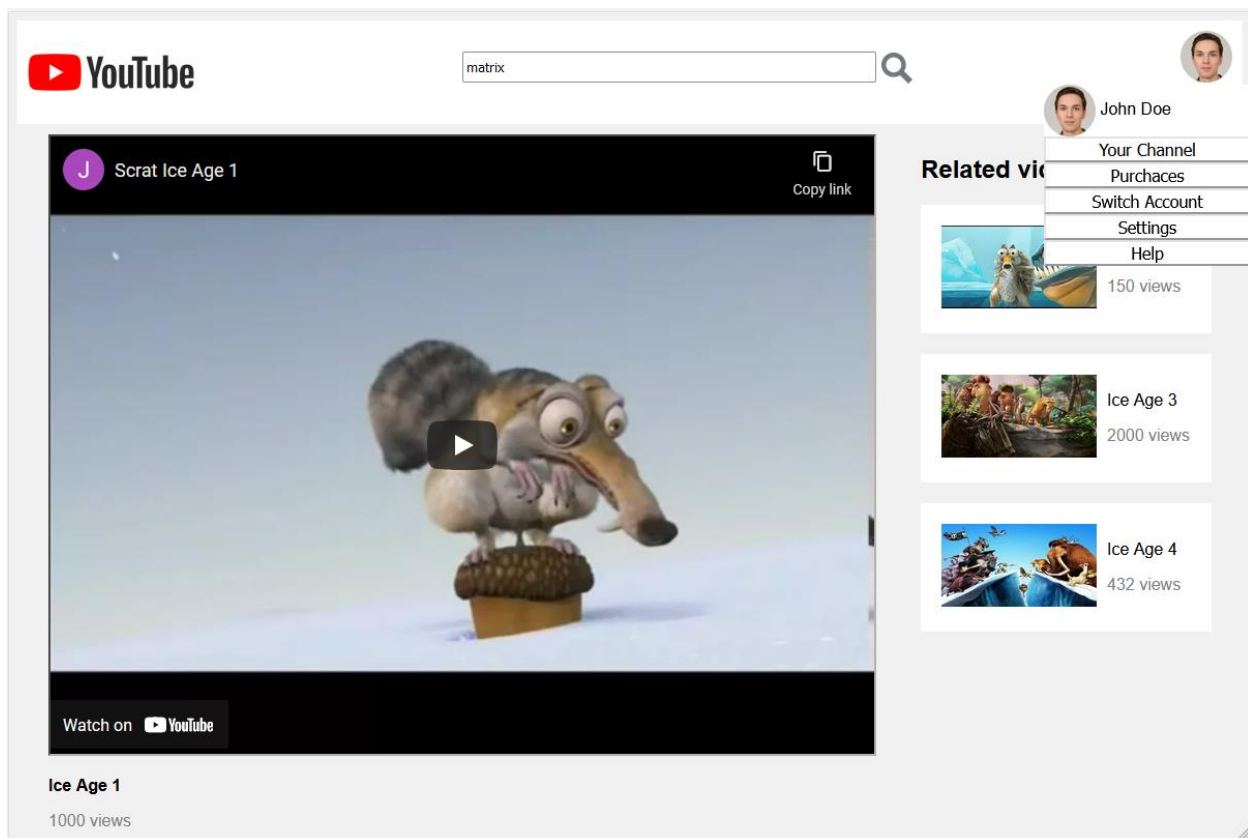 YouTube
matrix
John Doe
Your Channel
Purchaces
Switch Account
Settings
Help
J
Scrat Ice Age 1
Copy link
Watch on YouTube
Ice Age 1
1000 views
Related
150 views
Ice Age 3
2000 views
Ice Age 4
432 views